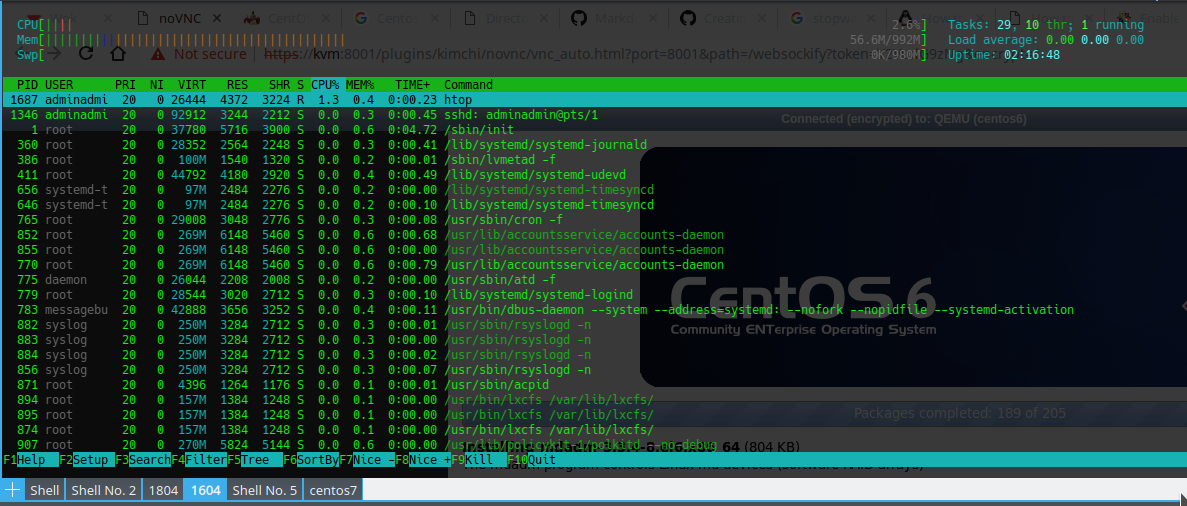 noVNC CentOS Centos Direct Marke Co stopw Enable
CPU[|||| 2.6%] Tasks: 29, 10 thr; 1 running
Mem[|||||||||||||||||||||||||||||||||||||||||| 56.6M/992M] Load average: 0.00 0.00 0.00
Swp[ 0K/980M] Uptime: 02:16:48
https://kvm:8001/plugins/kimchi/novnc/vnc_auto.html?port=8001&path=websockify?token
PID USER PRI NI VIRT RES SHR S CPU% MEM% TIME+ Command
1687 adminadmi 20 0 26444 4372 3224 R 1.3 0.4 0:00.23 htop
1346 adminadmi 20 0 92912 3244 2212 S 0.0 0.3 0:00.45 sshd: adminadmin@pts/1
Connected (encrypted) to: QEMU (centos6)
1 root 20 0 37780 5716 3900 S 0.0 0.6 0:04.72 /sbin/init
360 root 20 0 28352 2564 2248 S 0.0 0.3 0:00.41 /lib/systemd/systemd-journald
386 root 20 0 100M 1540 1320 S 0.0 0.2 0:00.01 /sbin/lvmetad -f
411 root 20 0 44792 4180 2920 S 0.0 0.4 0:00.49 /lib/systemd/systemd-udevd
656 systemd-t 20 0 97M 2484 2276 S 0.0 0.2 0:00.00 /lib/systemd/systemd-timesyncd
646 systemd-t 20 0 97M 2484 2276 S 0.0 0.2 0:00.10 /lib/systemd/systemd-timesyncd
765 root 20 0 29008 3048 2776 S 0.0 0.3 0:00.08 /usr/sbin/cron -f
852 root 20 0 269M 6148 5460 S 0.0 0.6 0:00.68 /usr/lib/accountsservice/accounts-daemon
855 root 20 0 269M 6148 5460 S 0.0 0.6 0:00.00 /usr/lib/accountsservice/accounts-daemon
770 root 20 0 269M 6148 5460 S 0.0 0.6 0:00.79 /usr/lib/accountsservice/accounts-daemon
775 daemon 20 0 26044 2208 2008 S 0.0 0.2 0:00.00 /usr/sbin/atd -f
779 root 20 0 28544 3020 2712 S 0.0 0.3 0:00.10 /lib/systemd/systemd-logind
CentOS 6
783 messagebu 20 0 42888 3656 3252 S 0.0 0.4 0:00.11 /usr/bin/dbus-daemon --system --address=systemd: --nofork --nopidfile --systemd-activation
882 syslog 20 0 250M 3284 2712 S 0.0 0.3 0:00.01 /usr/sbin/rsyslogd -n
Community ENTerprise Operating System
883 syslog 20 0 250M 3284 2712 S 0.0 0.3 0:00.00 /usr/sbin/rsyslogd -n
884 syslog 20 0 250M 3284 2712 S 0.0 0.3 0:00.02 /usr/sbin/rsyslogd -n
856 syslog 20 0 250M 3284 2712 S 0.0 0.3 0:00.07 /usr/sbin/rsyslogd -n
871 root 20 0 4396 1264 1176 S 0.0 0.1 0:00.01 /usr/sbin/acpid
894 root 20 0 157M 1384 1248 S 0.0 0.1 0:00.00 /usr/bin/lxcfs /var/lib/lxcfs/
895 root 20 0 157M 1384 1248 S 0.0 0.1 0:00.00 /usr/bin/lxcfs /var/lib/lxcfs/
Packages completed: 189 of 205
874 root 20 0 157M 1384 1248 S 0.0 0.1 0:00.00 /usr/bin/lxcfs /var/lib/lxcfs/
907 root 20 0 270M 5824 5144 S 0.0 0.6 0:00.00 /usr/lib/policykit-1/polkitd --no-debug
64 (804 KB)
F1Help F2Setup F3Search F4Filter F5Tree F6SortBy F7Nice - F8Nice + F9Kill F10Quit
Shell Shell No. 2 1804 1604 Shell No. 5 centos7